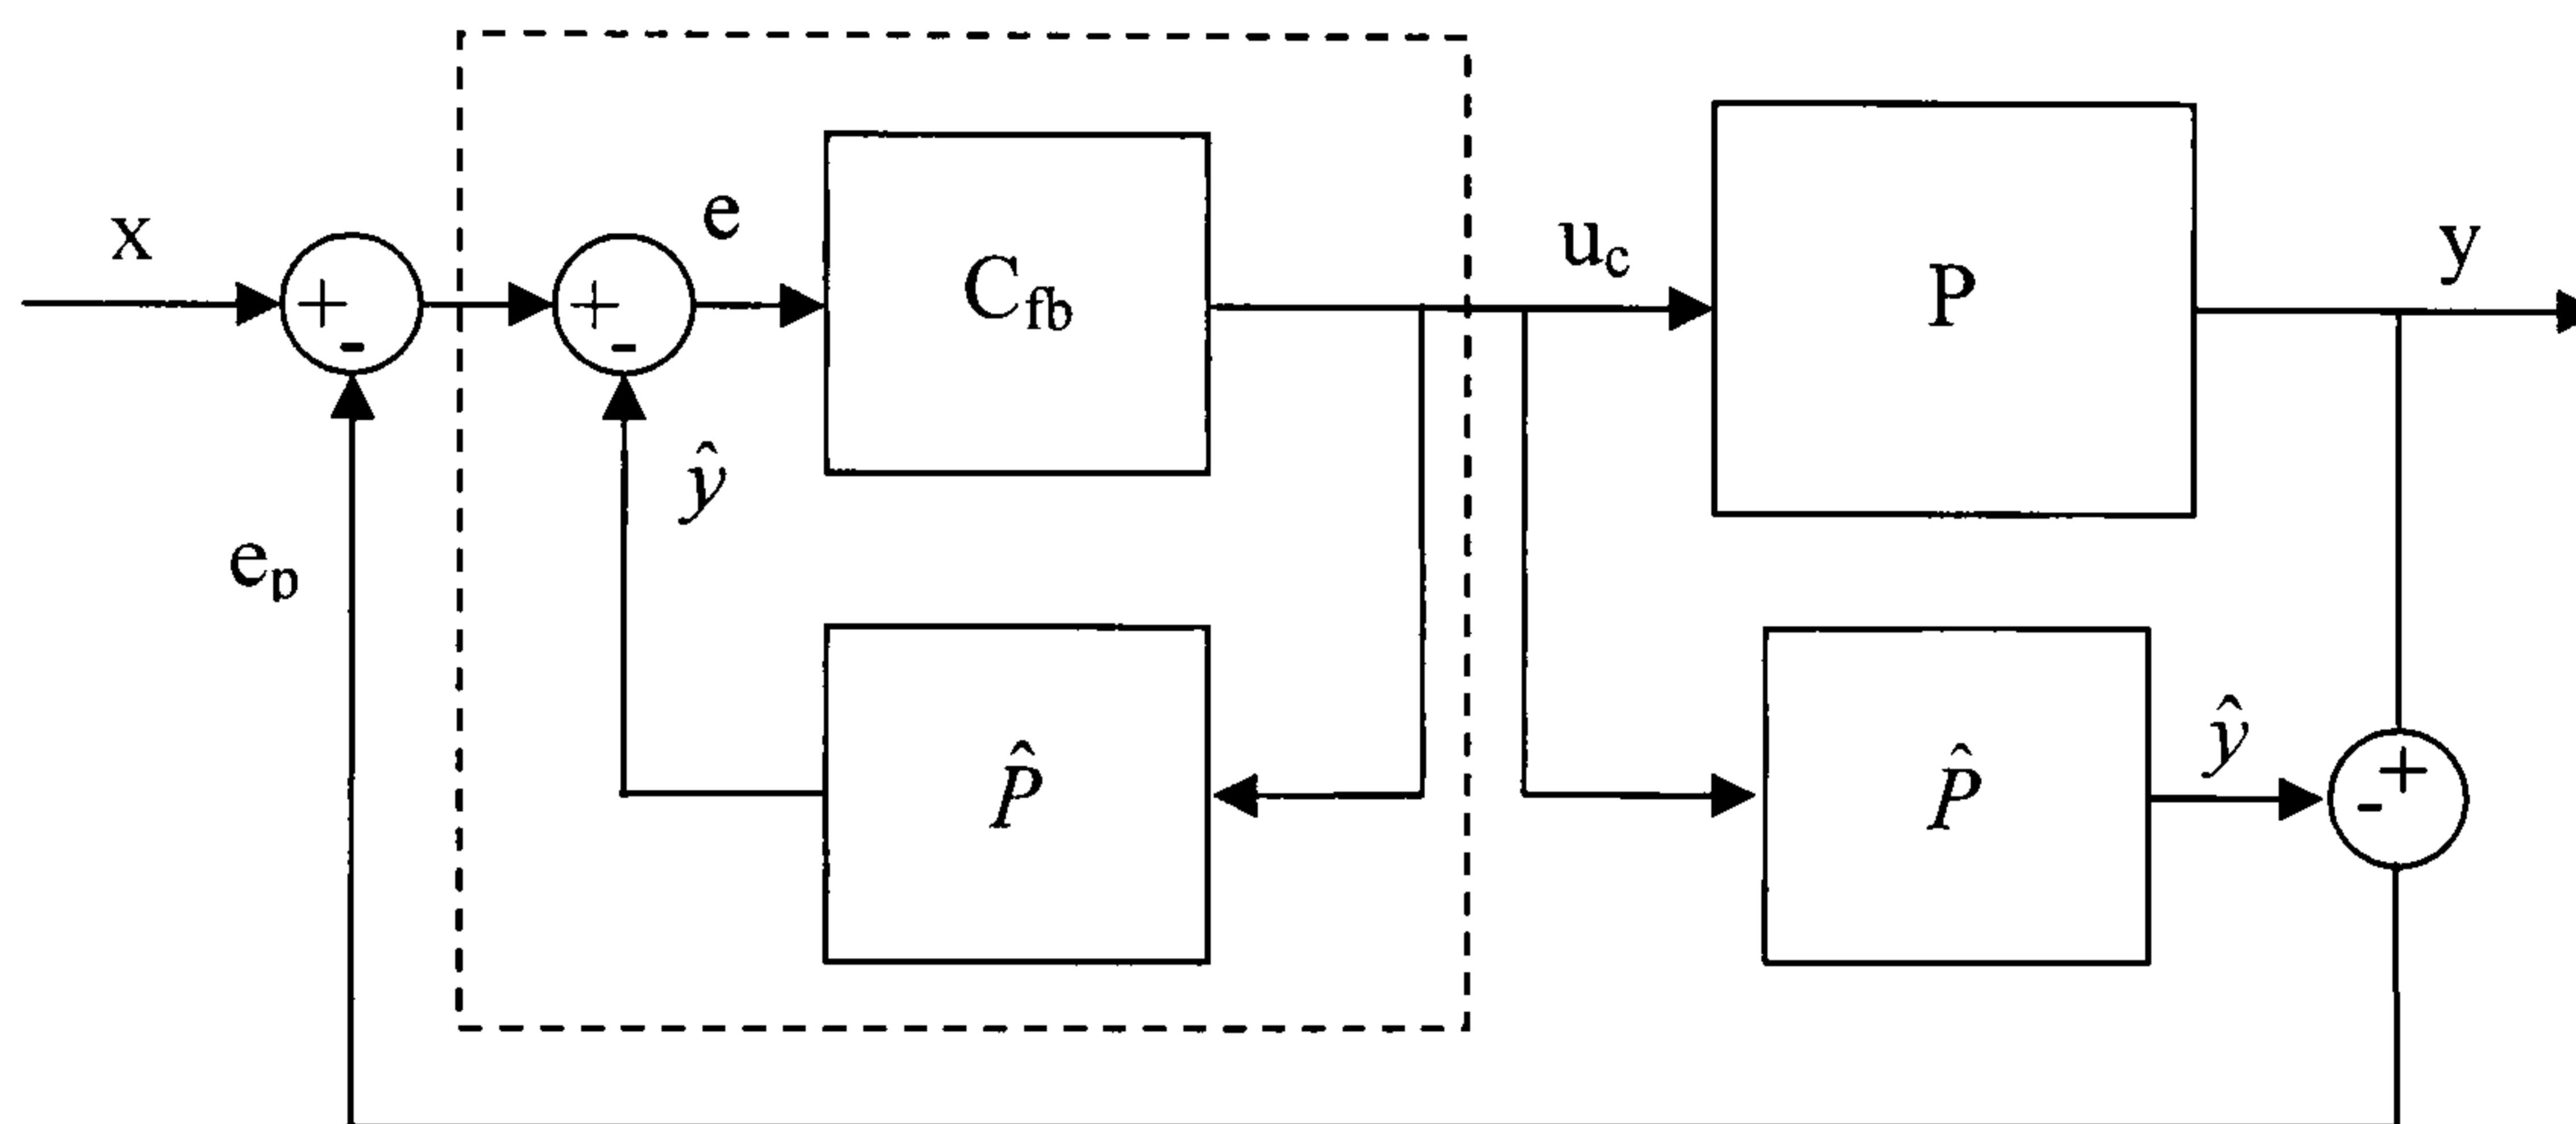 x
+
-
+
-
e
C_fb
u_c
P
y
ŷ
e_p
P̂
P̂
ŷ
+
-